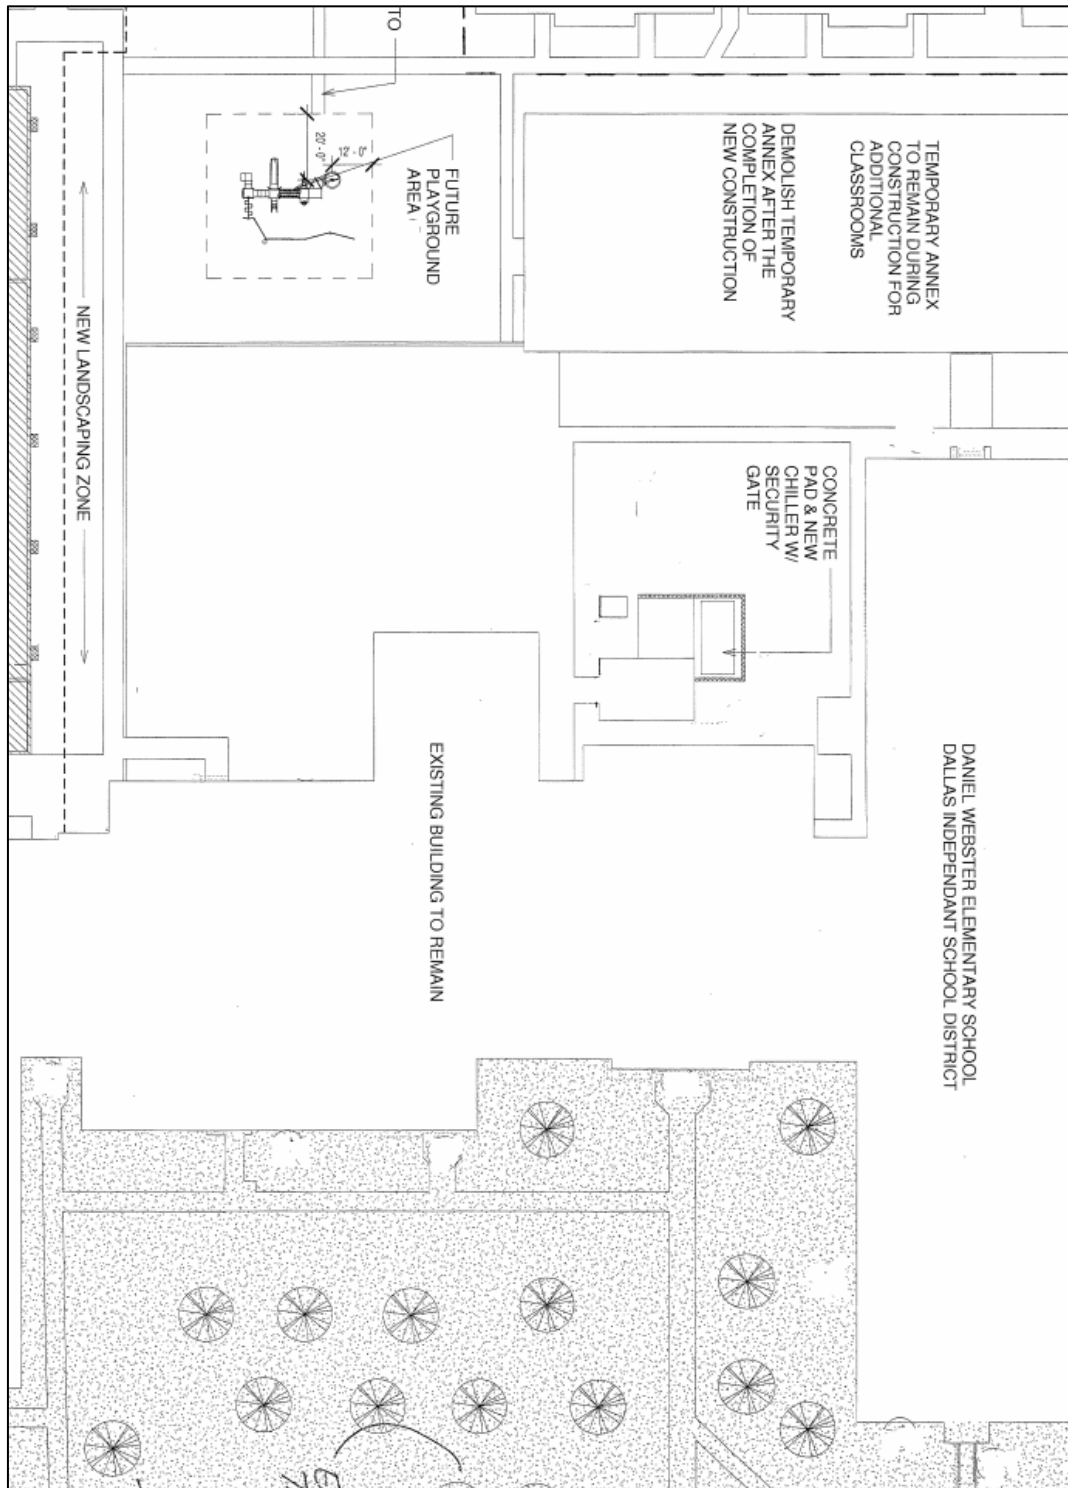 TO
20' - 0"
12' - 0"
FUTURE
PLAYGROUND
AREA
DEMOLISH TEMPORARY
ANNEX AFTER THE
COMPLETION OF
NEW CONSTRUCTION
TEMPORARY ANNEX
TO REMAIN DURING
CONSTRUCTION FOR
ADDITIONAL
CLASSROOMS
NEW LANDSCAPING ZONE
CONCRETE
PAD & NEW
CHILLER W/
SECURITY
GATE
EXISTING BUILDING TO REMAIN
DANIEL WEBSTER ELEMENTARY SCHOOL
DALLAS INDEPENDANT SCHOOL DISTRICT